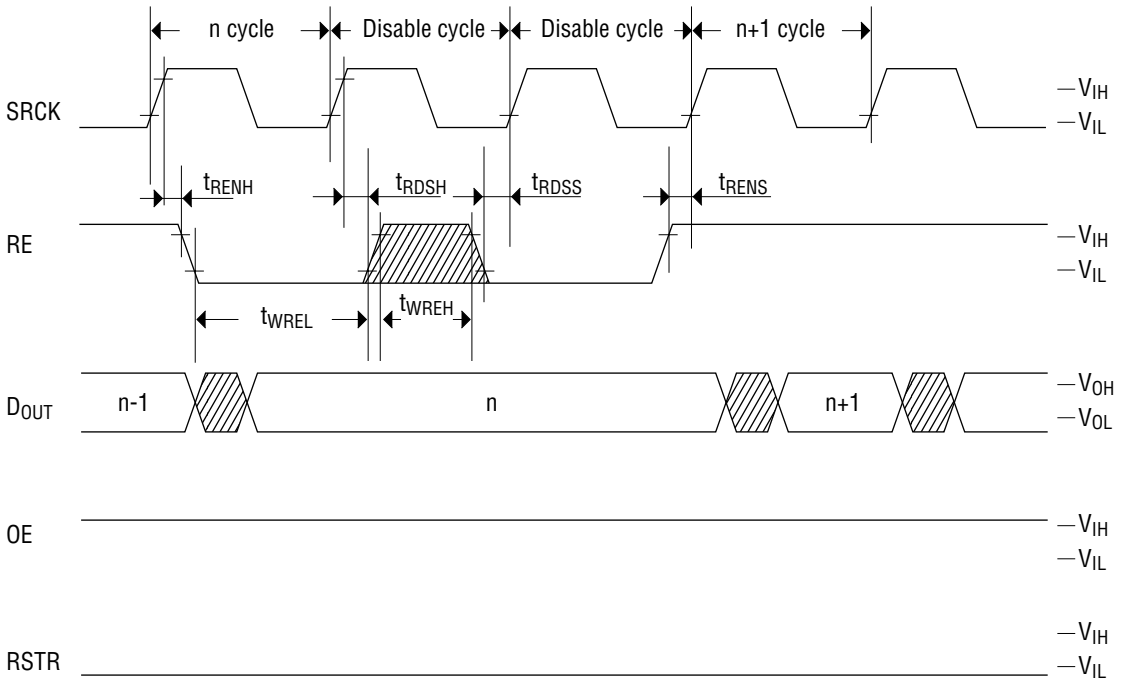 n cycle Disable cycle Disable cycle n+1 cycle
SRCK
VIH
VIL
tRENH tRDSH tRDSS tRENS
RE
VIH
VIL
tWREL tWREH
DOUT n-1 n n+1
VOH
VOL
OE
VIH
VIL
RSTR
VIH
VIL